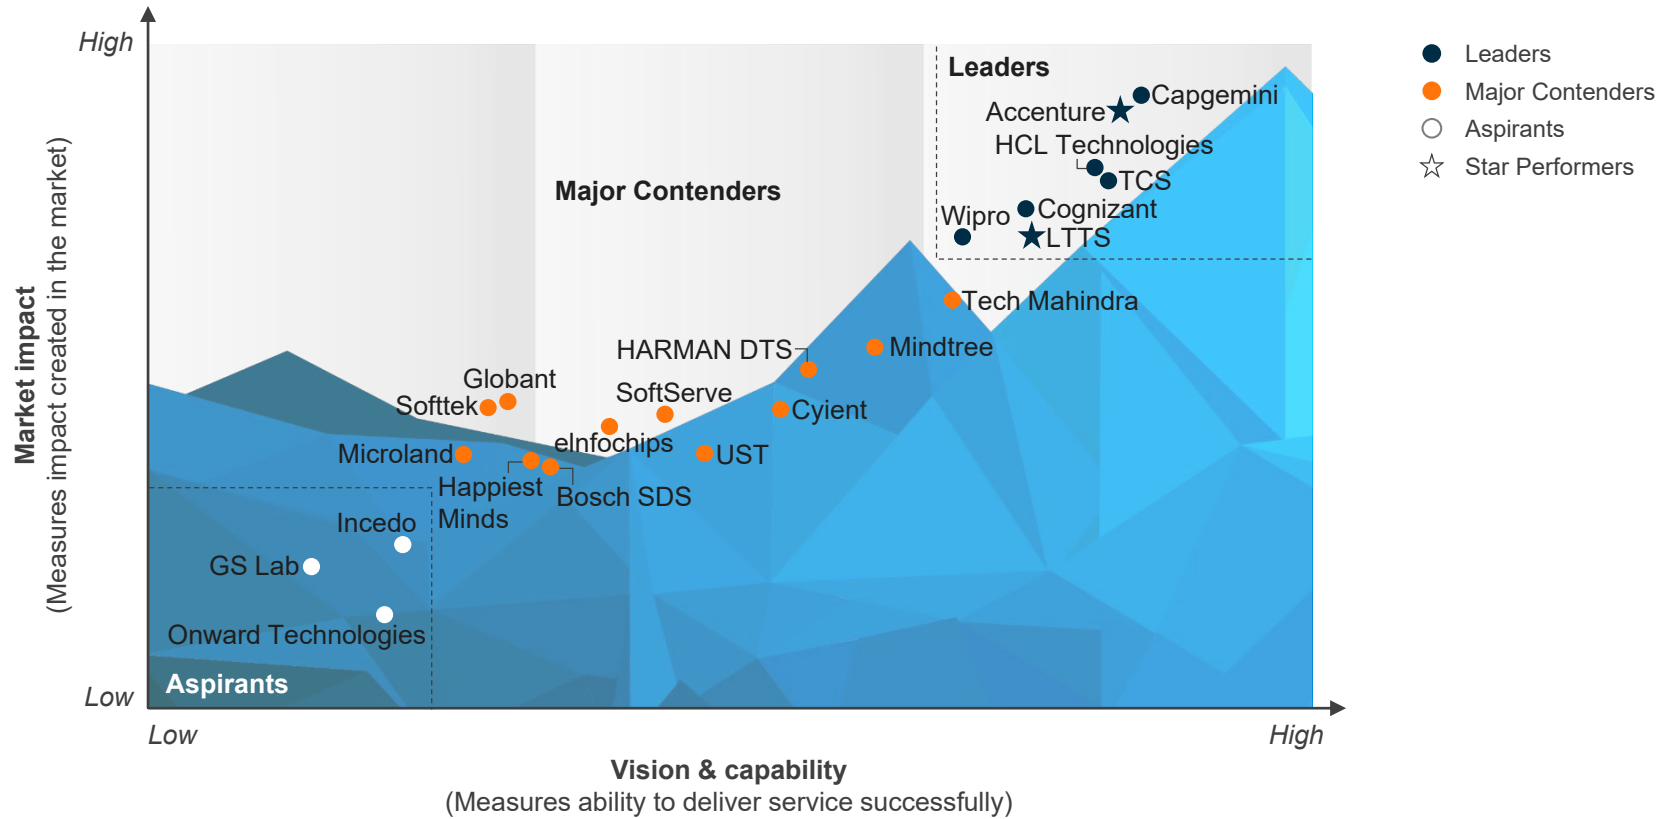 High
Leaders
Leaders
Capgemini
Major Contenders
Accenture
Aspirants
HCL Technologies
Star Performers
TCS
Major Contenders
Cognizant
Wipro
LTTS
Market impact
(Measures impact created in the market)
Tech Mahindra
HARMAN DTS
Mindtree
Globant
SoftServe
Softtek
Cyient
eInfochips
Microland
UST
Happiest
Minds
Bosch SDS
Incedo
GS Lab
Onward Technologies
Aspirants
Low
Low
High
Vision & capability
(Measures ability to deliver service successfully)